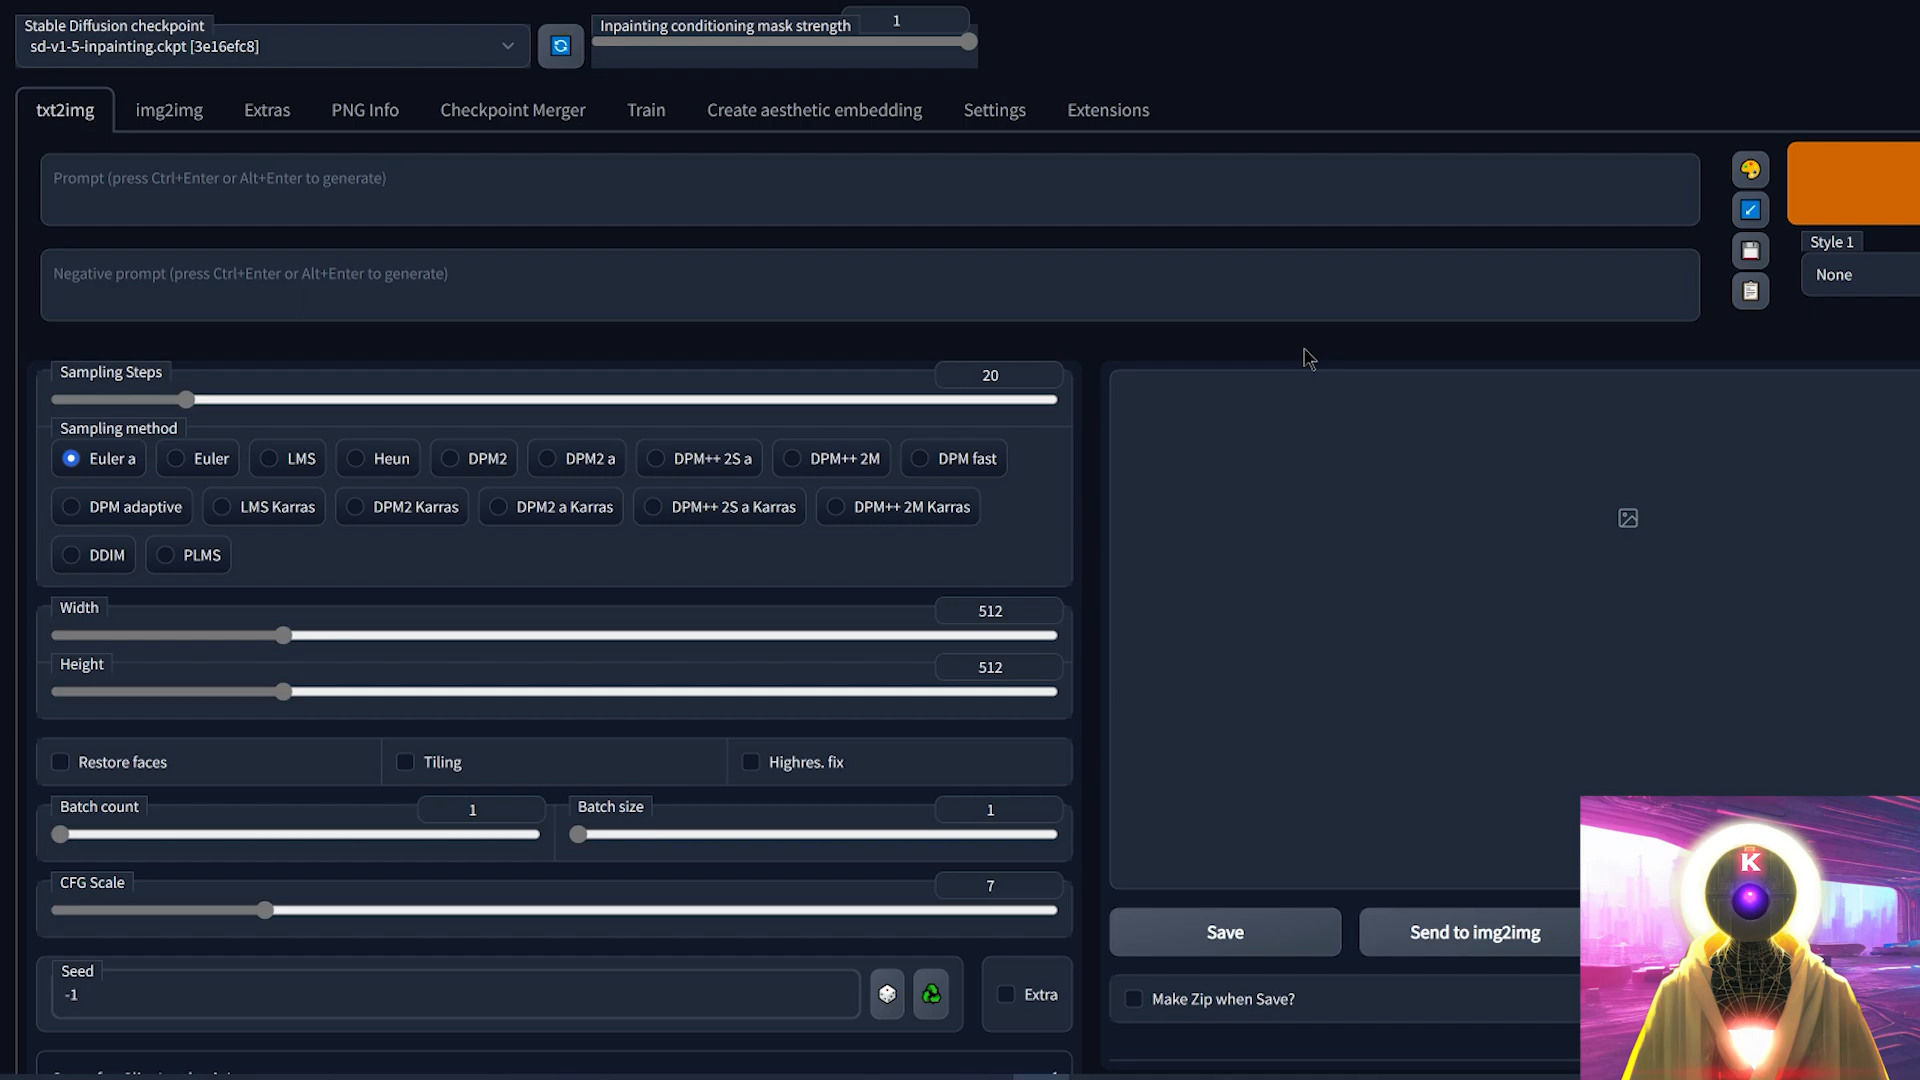 Stable Diffusion checkpoint
sd-v1-5-inpainting.ckpt [3e16efc8]
Inpainting conditioning mask strength
1
txt2img
img2img
Extras
PNG Info
Checkpoint Merger
Train
Create aesthetic embedding
Settings
Extensions
Prompt (press Ctrl+Enter or Alt+Enter to generate)
Negative prompt (press Ctrl+Enter or Alt+Enter to generate)
Style 1
None
Sampling Steps
20
Sampling method
Euler a
Euler
LMS
Heun
DPM2
DPM2 a
DPM++ 2S a
DPM++ 2M
DPM fast
DPM adaptive
LMS Karras
DPM2 Karras
DPM2 a Karras
DPM++ 2S a Karras
DPM++ 2M Karras
DDIM
PLMS
Width
512
Height
512
Restore faces
Tiling
Highres. fix
Batch count
1
Batch size
1
CFG Scale
7
Seed
-1
Extra
Save
Send to img2img
Make Zip when Save?
K